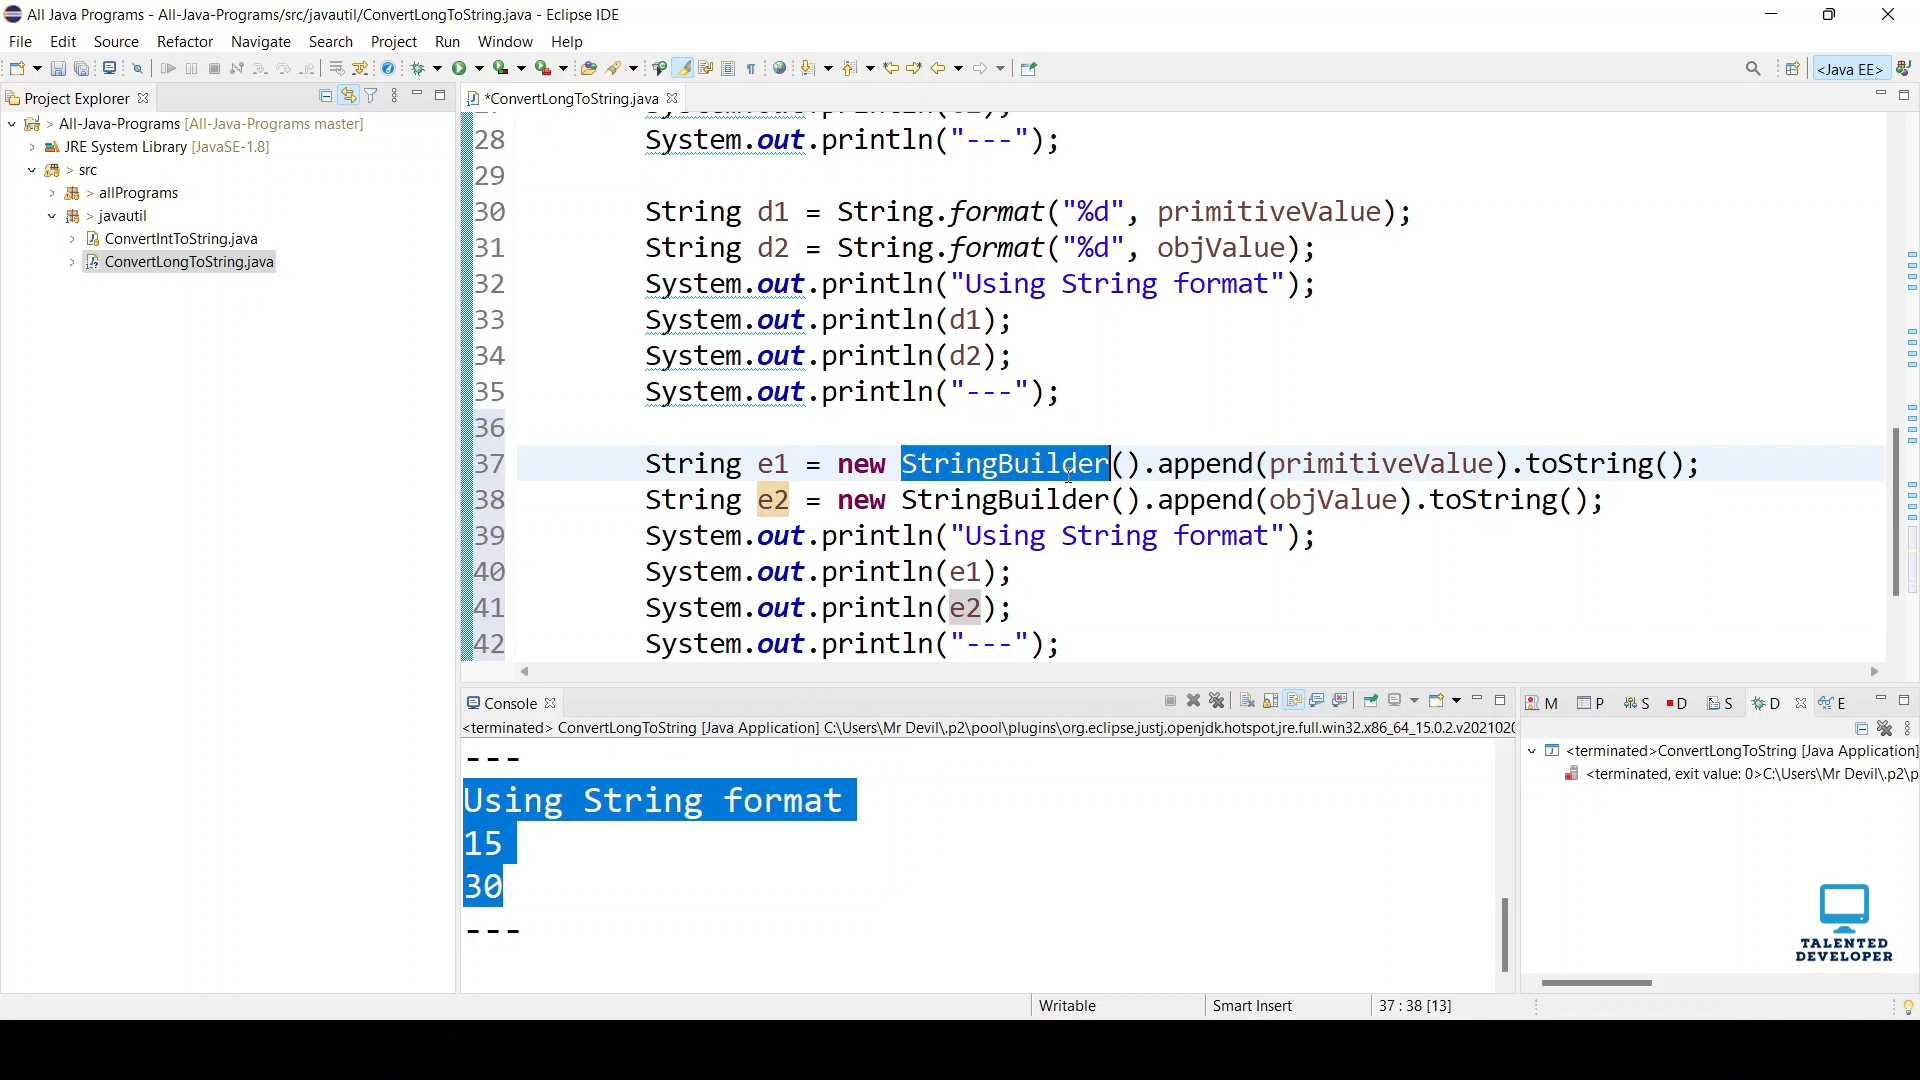 All Java Programs - All-Java-Programs/src/javautil/ConvertLongToString.java - Eclipse IDE
File Edit Source Refactor Navigate Search Project Run Window Help
<Java EE>
Project Explorer
*ConvertLongToString.java
> All-Java-Programs [All-Java-Programs master]
JRE System Library [JavaSE-1.8]
> src
> allPrograms
> javautil
ConvertIntToString.java
ConvertLongToString.java
28 System.out.println("---");
29
30 String d1 = String.format("%d", primitiveValue);
31 String d2 = String.format("%d", objValue);
32 System.out.println("Using String format");
33 System.out.println(d1);
34 System.out.println(d2);
35 System.out.println("---");
36
37 String e1 = new StringBuilder().append(primitiveValue).toString();
38 String e2 = new StringBuilder().append(objValue).toString();
39 System.out.println("Using String format");
40 System.out.println(e1);
41 System.out.println(e2);
42 System.out.println("---");
Console
<terminated> ConvertLongToString [Java Application] C:\Users\Mr Devil\.p2\pool\plugins\org.eclipse.justj.openjdk.hotspot.jre.full.win32.x86_64_15.0.2.v2021020
---
Using String format
15
30
---
M P S D S D E
<terminated>ConvertLongToString [Java Application]
<terminated, exit value: 0>C:\Users\Mr Devil\.p2\p
TALENTED
DEVELOPER
Writable Smart Insert 37 : 38 [13]